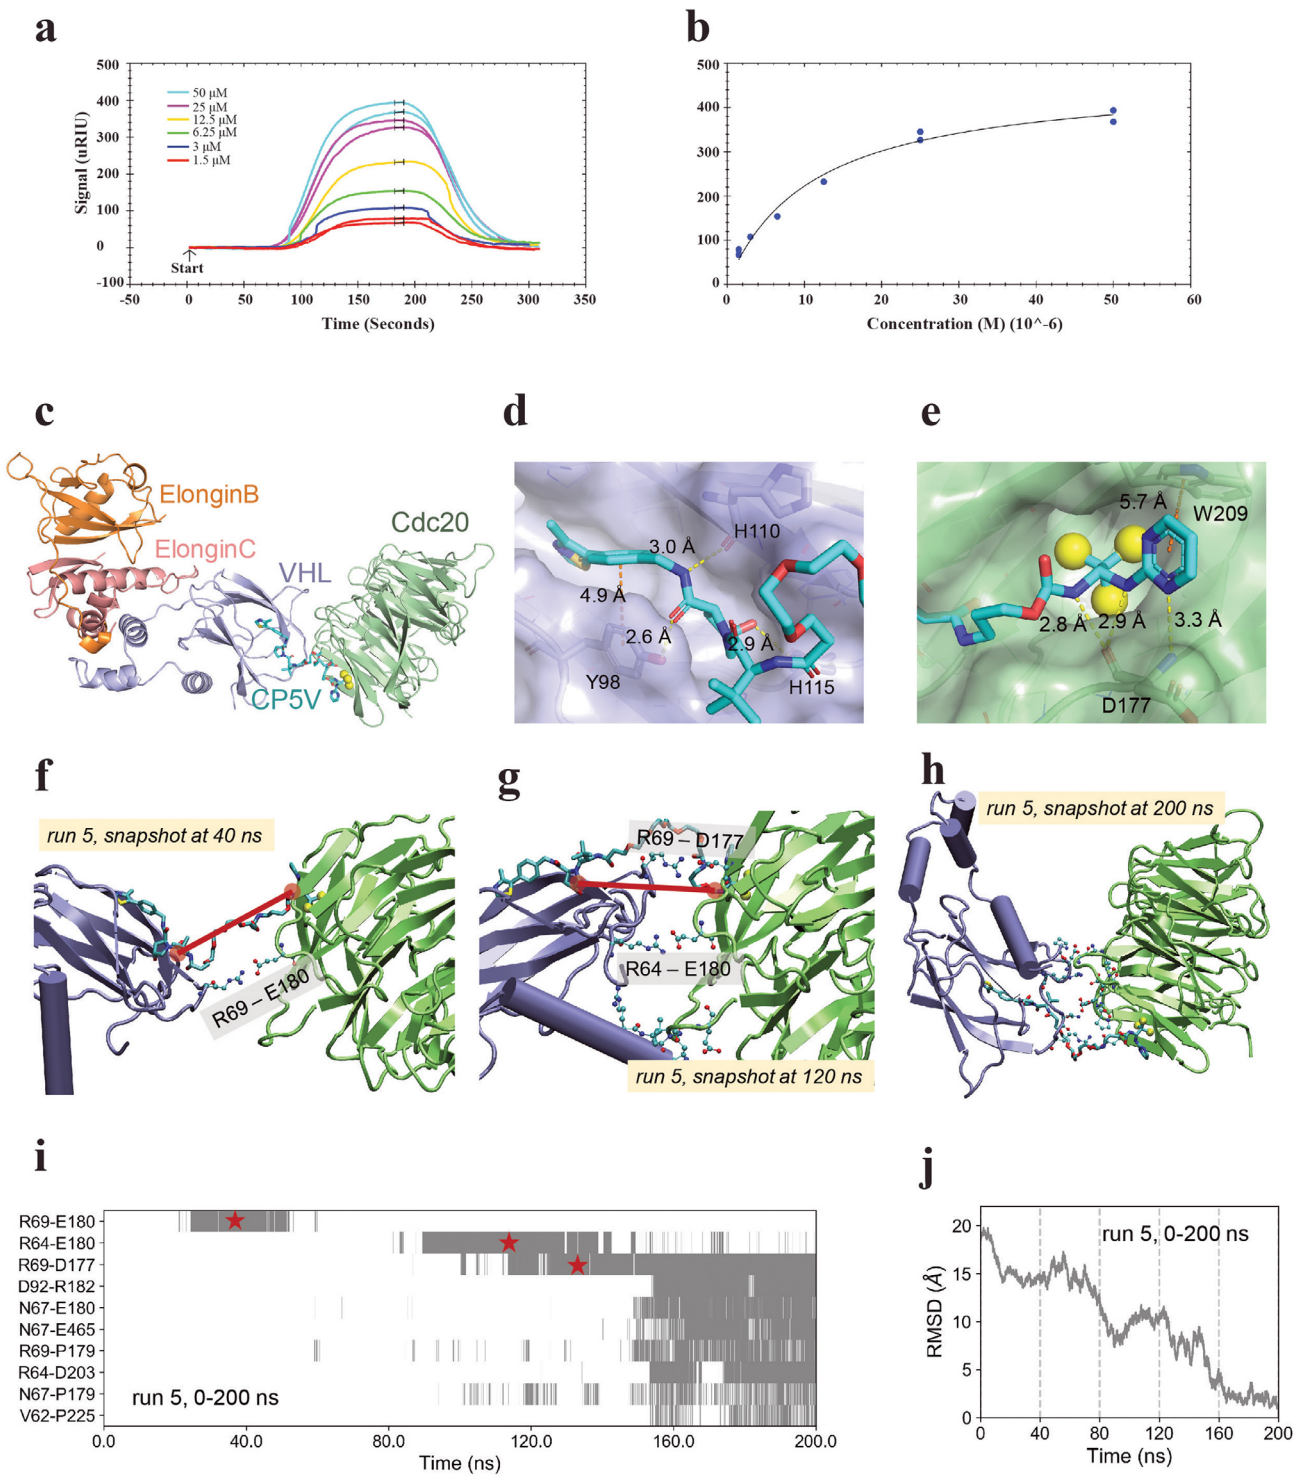 a
500
400
300
200
100
0
-100
Signal (uRIU)
50 μM
25 μM
12.5 μM
6.25 μM
3 μM
1.5 μM
Start
-50 0 50 100 150 200 250 300 350
Time (Seconds)
b
500
400
300
200
100
0
0 10 20 30 40 50 60
Concentration (M) (10^-6)
c
ElonginB
ElonginC
VHL
Cdc20
CP5V
d
3.0 Å
H110
4.9 Å
2.6 Å
2.9 Å
Y98
H115
e
5.7 Å
W209
2.8 Å
2.9 Å
3.3 Å
D177
f
run 5, snapshot at 40 ns
R69 – E180
g
R69 – D177
R64 – E180
run 5, snapshot at 120 ns
h
run 5, snapshot at 200 ns
i
R69-E180
R64-E180
R69-D177
D92-R182
N67-E180
N67-E465
R69-P179
R64-D203
N67-P179
V62-P225
run 5, 0-200 ns
0.0 40.0 80.0 120.0 160.0 200.0
Time (ns)
j
20
15
10
5
0
RMSD (Å)
run 5, 0-200 ns
0 40 80 120 160 200
Time (ns)